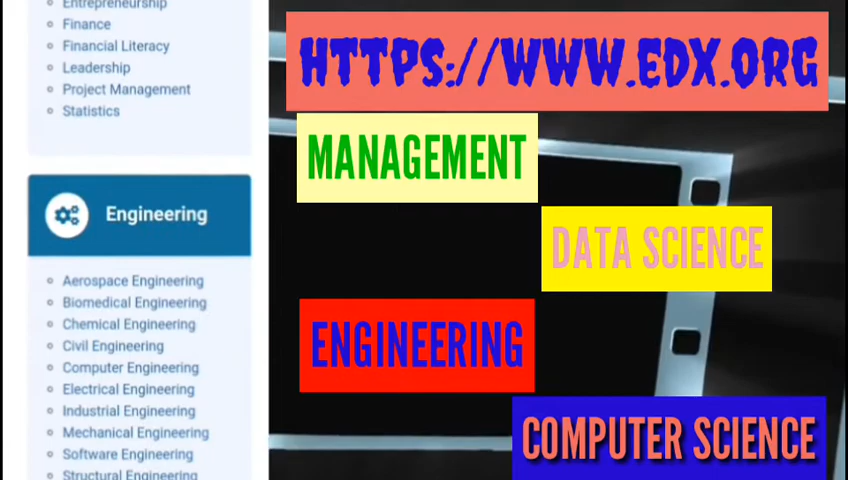 Entrepreneurship
Finance
Financial Literacy
Leadership
Project Management
Statistics
Engineering
Aerospace Engineering
Biomedical Engineering
Chemical Engineering
Civil Engineering
Computer Engineering
Electrical Engineering
Industrial Engineering
Mechanical Engineering
Software Engineering
Structural Engineering
HTTPS://WWW.EDX.ORG
MANAGEMENT
DATA SCIENCE
ENGINEERING
COMPUTER SCIENCE